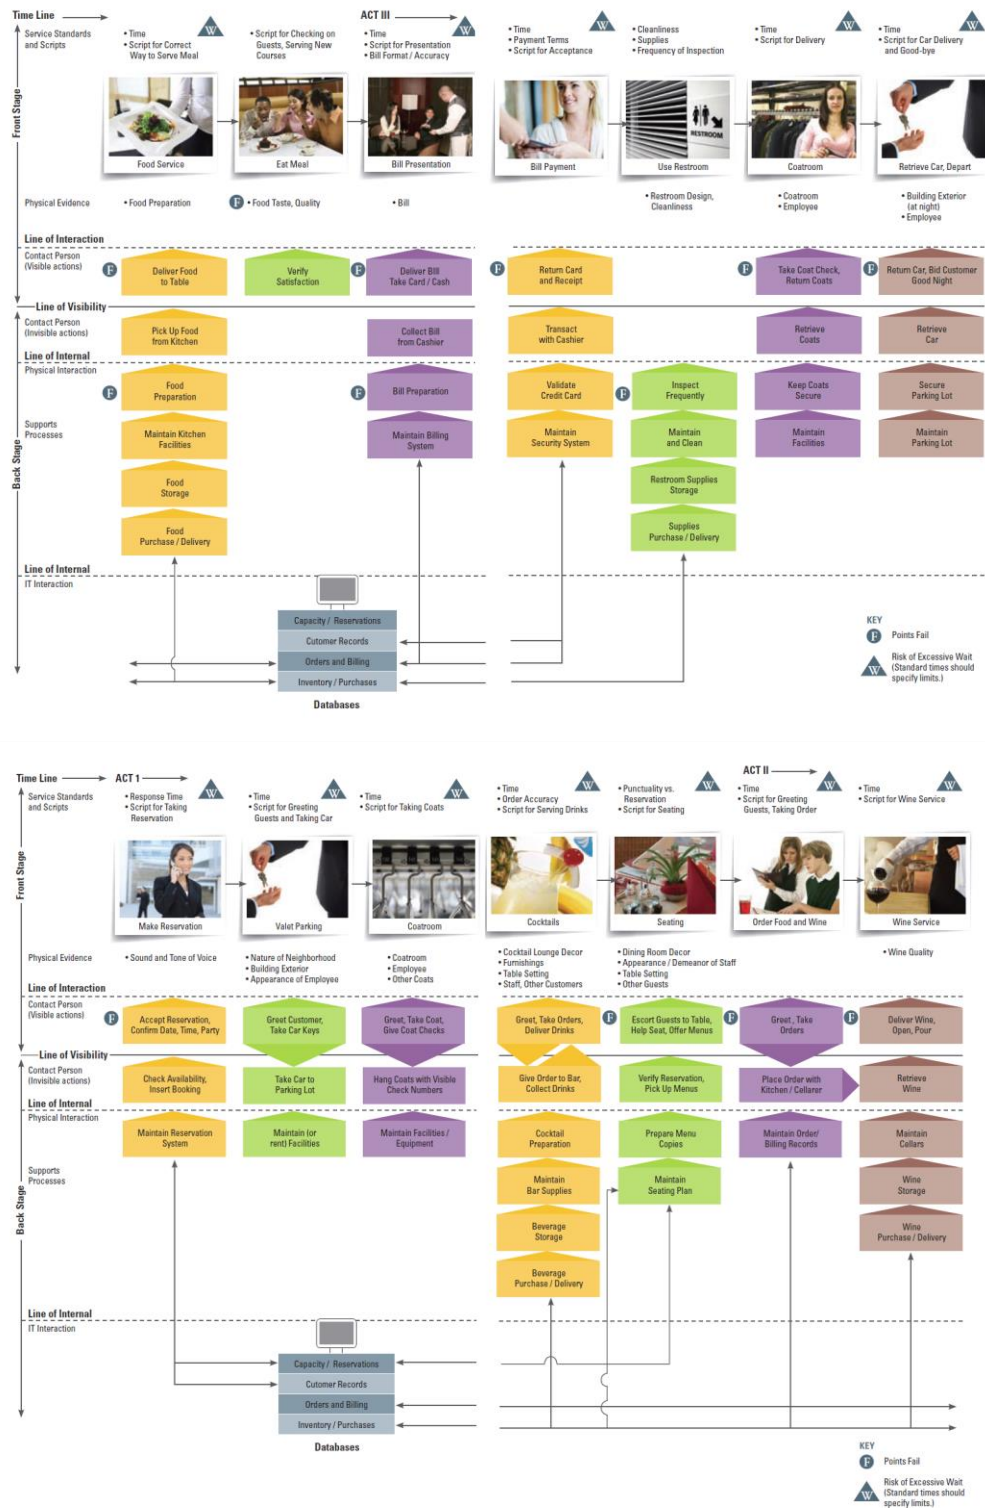 Time Line
ACT III
Service Standards
and Scripts
• Time
• Script for Correct
Way to Serve Meal
W
• Script for Checking on
Guests, Serving New
Courses
• Time
• Script for Presentation
• Bill Format / Accuracy
W
• Time
• Payment Terms
• Script for Acceptance
W
• Cleanliness
• Supplies
• Frequency of Inspection
• Time
• Script for Delivery
W
• Time
• Script for Car Delivery
and Good-bye
W
Front Stage
RESTROOM
Food Service
Eat Meal
Bill Presentation
Bill Payment
Use Restroom
Coatroom
Retrieve Car, Depart
Physical Evidence
• Food Preparation
F
• Food Taste, Quality
• Bill
• Restroom Design,
Cleanliness
• Coatroom
• Employee
• Building Exterior
(at night)
• Employee
Line of Interaction
Contact Person
(Visible actions)
F
Deliver Food
to Table
Verify
Satisfaction
F
Deliver BIll
Take Card / Cash
F
Return Card
and Receipt
F
Take Coat Check,
Return Coats
F
Return Car, Bid Customer
Good Night
Line of Visibility
Contact Person
(Invisible actions)
Pick Up Food
from Kitchen
Collect Bill
from Cashier
Transact
with Cashier
Retrieve
Coats
Retrieve
Car
Line of Internal
Physical Interaction
F
Food
Preparation
F
Bill Preparation
Validate
Credit Card
F
Inspect
Frequently
Keep Coats
Secure
Secure
Parking Lot
Supports
Processes
Maintain Kitchen
Facilities
Maintain Billing
System
Maintain
Security System
Maintain
and Clean
Maintain
Facilities
Maintain
Parking Lot
Back Stage
Food
Storage
Restroom Supplies
Storage
Food
Purchase / Delivery
Supplies
Purchase / Delivery
Line of Internal
IT Interaction
Capacity / Reservations
Cutomer Records
Orders and Billing
Inventory / Purchases
Databases
KEY
F
Points Fail
W
Risk of Excessive Wait
(Standard times should
specify limits.)
Time Line
ACT 1
ACT II
Service Standards
and Scripts
• Response Time
• Script for Taking
Reservation
W
• Time
• Script for Greeting
Guests and Taking Car
W
• Time
• Script for Taking Coats
W
• Time
• Order Accuracy
• Script for Serving Drinks
W
• Punctuality vs.
Reservation
• Script for Seating
W
• Time
• Script for Greeting
Guests, Taking Order
W
• Time
• Script for Wine Service
W
Front Stage
Make Reservation
Valet Parking
Coatroom
Cocktails
Seating
Order Food and Wine
Wine Service
Physical Evidence
• Sound and Tone of Voice
• Nature of Neighborhood
• Building Exterior
• Appearance of Employee
• Coatroom
• Employee
• Other Coats
• Cocktail Lounge Decor
• Furnishings
• Table Setting
• Staff, Other Customers
• Dining Room Decor
• Appearance / Demeanor of Staff
• Table Setting
• Other Guests
• Wine Quality
Line of Interaction
Contact Person
(Visible actions)
F
Accept Reservation,
Confirm Date, Time, Party
Greet Customer,
Take Car Keys
Greet, Take Coat,
Give Coat Checks
Greet, Take Orders,
Deliver Drinks
F
Escort Guests to Table,
Help Seat, Offer Menus
F
Greet , Take
Orders
F
Deliver Wine,
Open, Pour
Line of Visibility
Contact Person
(Invisible actions)
Check Availability,
Insert Booking
Take Car to
Parking Lot
Hang Coats with Visible
Check Numbers
Give Order to Bar,
Collect Drinks
Verify Reservation,
Pick Up Menus
Place Order with
Kitchen / Cellarer
Retrieve
Wine
Line of Internal
Physical Interaction
Maintain Reservation
System
Maintain (or
rent) Facilities
Maintain Facilities /
Equipment
Cocktail
Preparation
Prepare Menu
Copies
Maintain Order/
Billing Records
Maintain
Cellars
Supports
Processes
Maintain
Bar Supplies
Maintain
Seating Plan
Wine
Storage
Back Stage
Beverage
Storage
Wine
Purchase / Delivery
Beverage
Purchase / Delivery
Line of Internal
IT Interaction
Capacity / Reservations
Cutomer Records
Orders and Billing
Inventory / Purchases
Databases
KEY
F
Points Fail
W
Risk of Excessive Wait
(Standard times should
specify limits.)